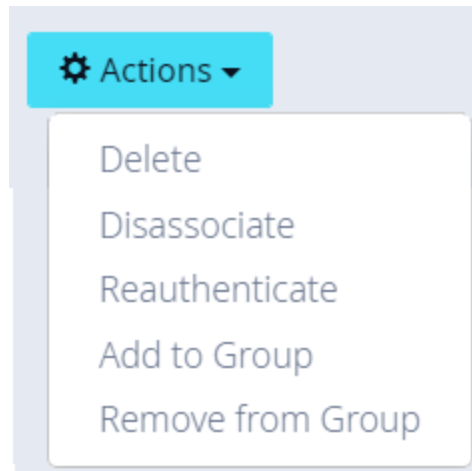 Actions
Delete
Disassociate
Reauthenticate
Add to Group
Remove from Group